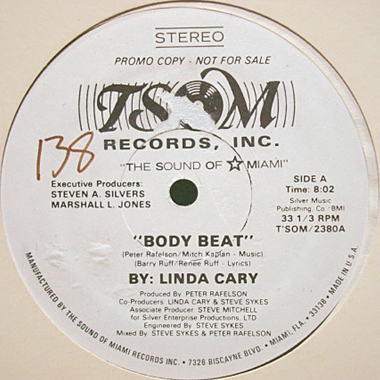 STEREO
PROMO COPY - NOT FOR SALE
TSOM
RECORDS, INC.
"THE SOUND OF ☆ MIAMI"
138
Executive Producers:
STEVEN A. SILVERS
MARSHALL L. JONES
SIDE A
Time: 8:02
Silver Music
Publishing, Co./BMI
33 1/3 RPM
T'SOM/2380A
"BODY BEAT"
(Peter Rafelson/Mitch Kaplan - Music)
(Barry Ruff/Renee Ruff - Lyrics)
BY: LINDA CARY
Produced By: PETER RAFELSON
Co-Producers: LINDA CARY & STEVE SYKES
Associate Producer: STEVE MITCHELL
for Silver Enterprise Productions LTD
Engineered By: STEVE SYKES
Mixed By: STEVE SYKES & PETER RAFELSON
MANUFACTURED BY THE SOUND OF MIAMI RECORDS INC. • 7326 BISCAYNE BLVD. • MIAMI, FLA. • 33138 • MADE IN U.S.A.